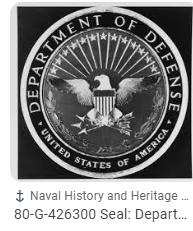 DEPARTMENT OF DEFENSE
UNITED STATES OF AMERICA
Naval History and Heritage ...
80-G-426300 Seal: Depart...